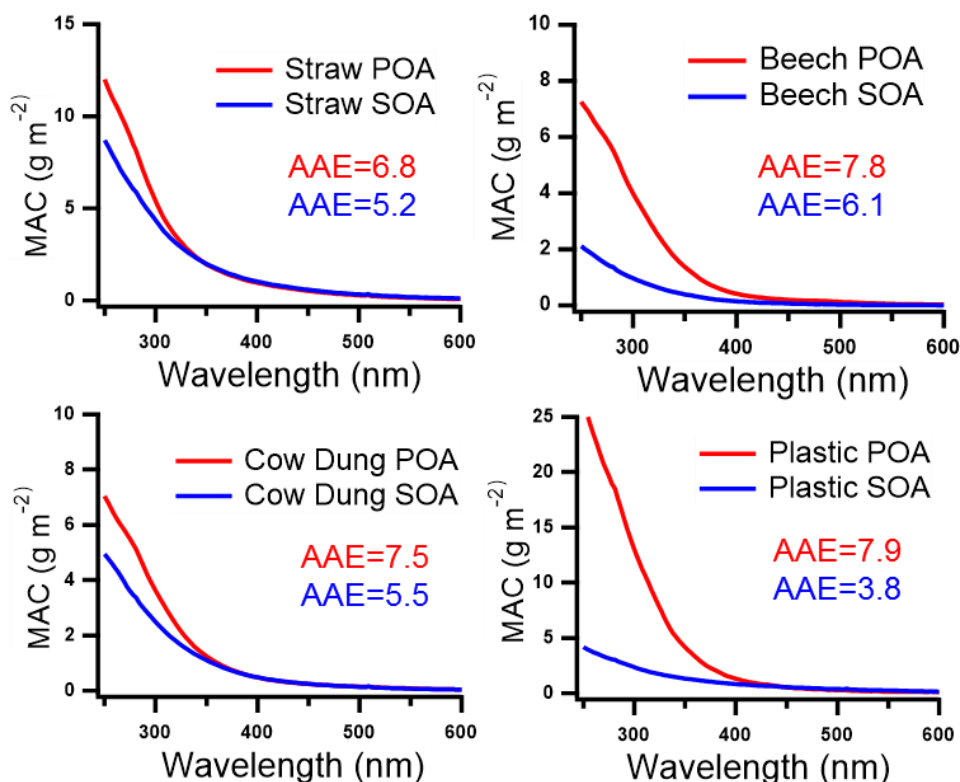 15
10
5
0
MAC (g m⁻²)
Straw POA
Straw SOA
AAE=6.8
AAE=5.2
300
400
500
600
Wavelength (nm)
10
8
6
4
2
0
MAC (g m⁻²)
Beech POA
Beech SOA
AAE=7.8
AAE=6.1
300
400
500
600
Wavelength (nm)
10
8
6
4
2
0
MAC (g m⁻²)
Cow Dung POA
Cow Dung SOA
AAE=7.5
AAE=5.5
300
400
500
600
Wavelength (nm)
25
20
15
10
5
0
MAC (g m⁻²)
Plastic POA
Plastic SOA
AAE=7.9
AAE=3.8
300
400
500
600
Wavelength (nm)